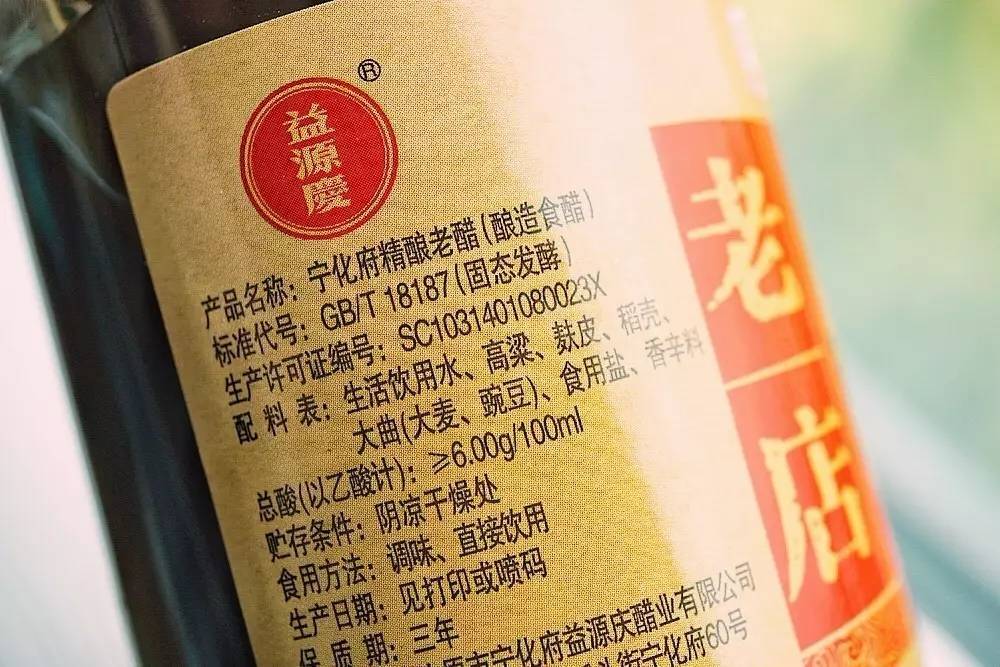 益源慶
®
产品名称：宁化府精酿老醋（酿造食醋）
标准代号：GB/T 18187（固态发酵）
生产许可证编号：SC1031401080023X
配 料 表：生活饮用水、高粱、麸皮、稻壳、
大曲(大麦、豌豆)、食用盐、香辛料
总酸(以乙酸计)：≥6.00g/100ml
贮存条件：阴凉干燥处
食用方法：调味、直接饮用
生产日期：见打印或喷码
保 质 期：三年
宁化府益源庆醋业有限公司
宁化府60号
老店